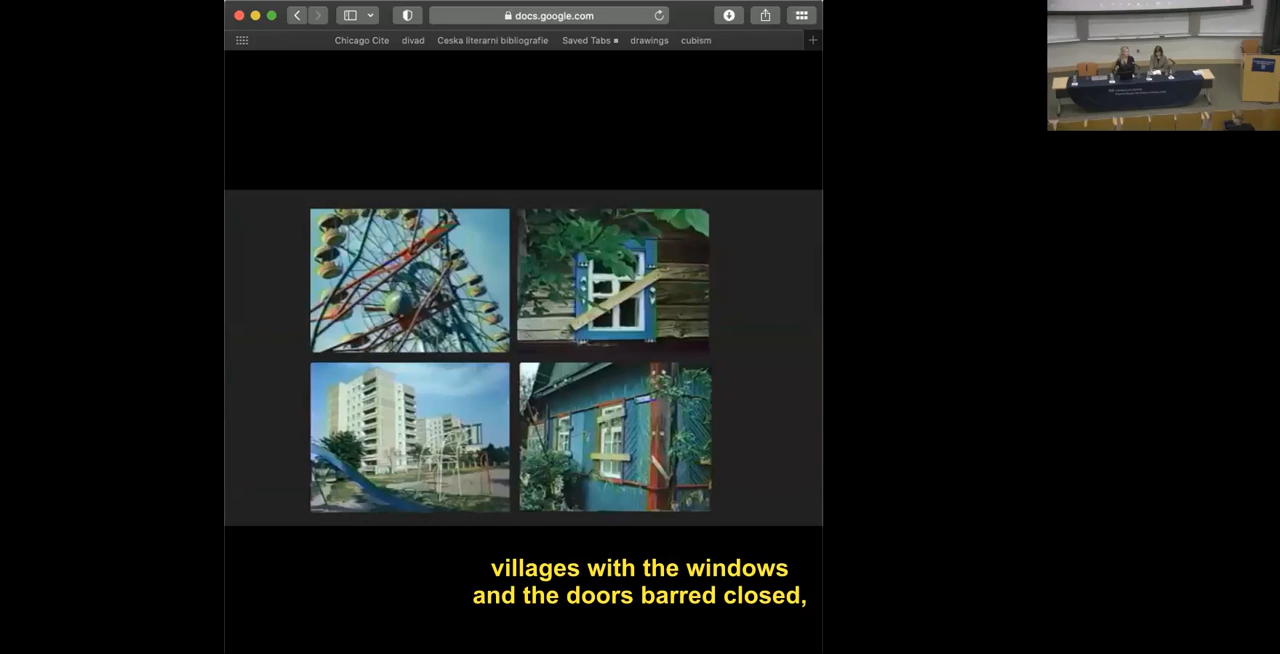 docs.google.com
Chicago Cite divad Ceska literarni bibliografie Saved Tabs drawings cubism
villages with the windows
and the doors barred closed,